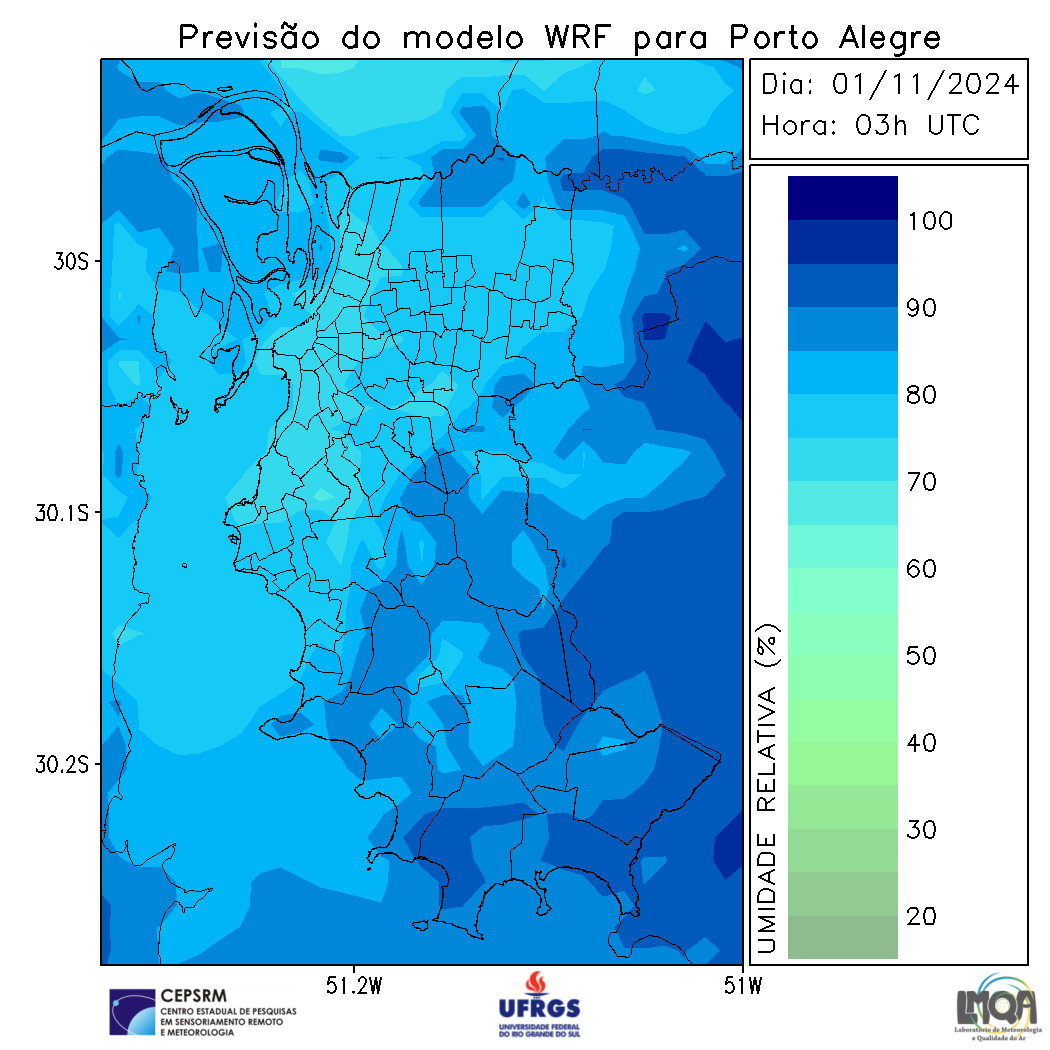 Previsão do modelo WRF para Porto Alegre
Dia: 01/11/2024
Hora: 03h UTC
30S
30.1S
30.2S
51.2W
51W
UMIDADE RELATIVA (%)
100
90
80
70
60
50
40
30
20
CEPSRM
CENTRO ESTADUAL DE PESQUISAS
EM SENSORIAMENTO REMOTO
E METEOROLOGIA
UFRGS
UNIVERSIDADE FEDERAL
DO RIO GRANDE DO SUL
LMQA
Laboratório de Meteorologia
e Qualidade do Ar